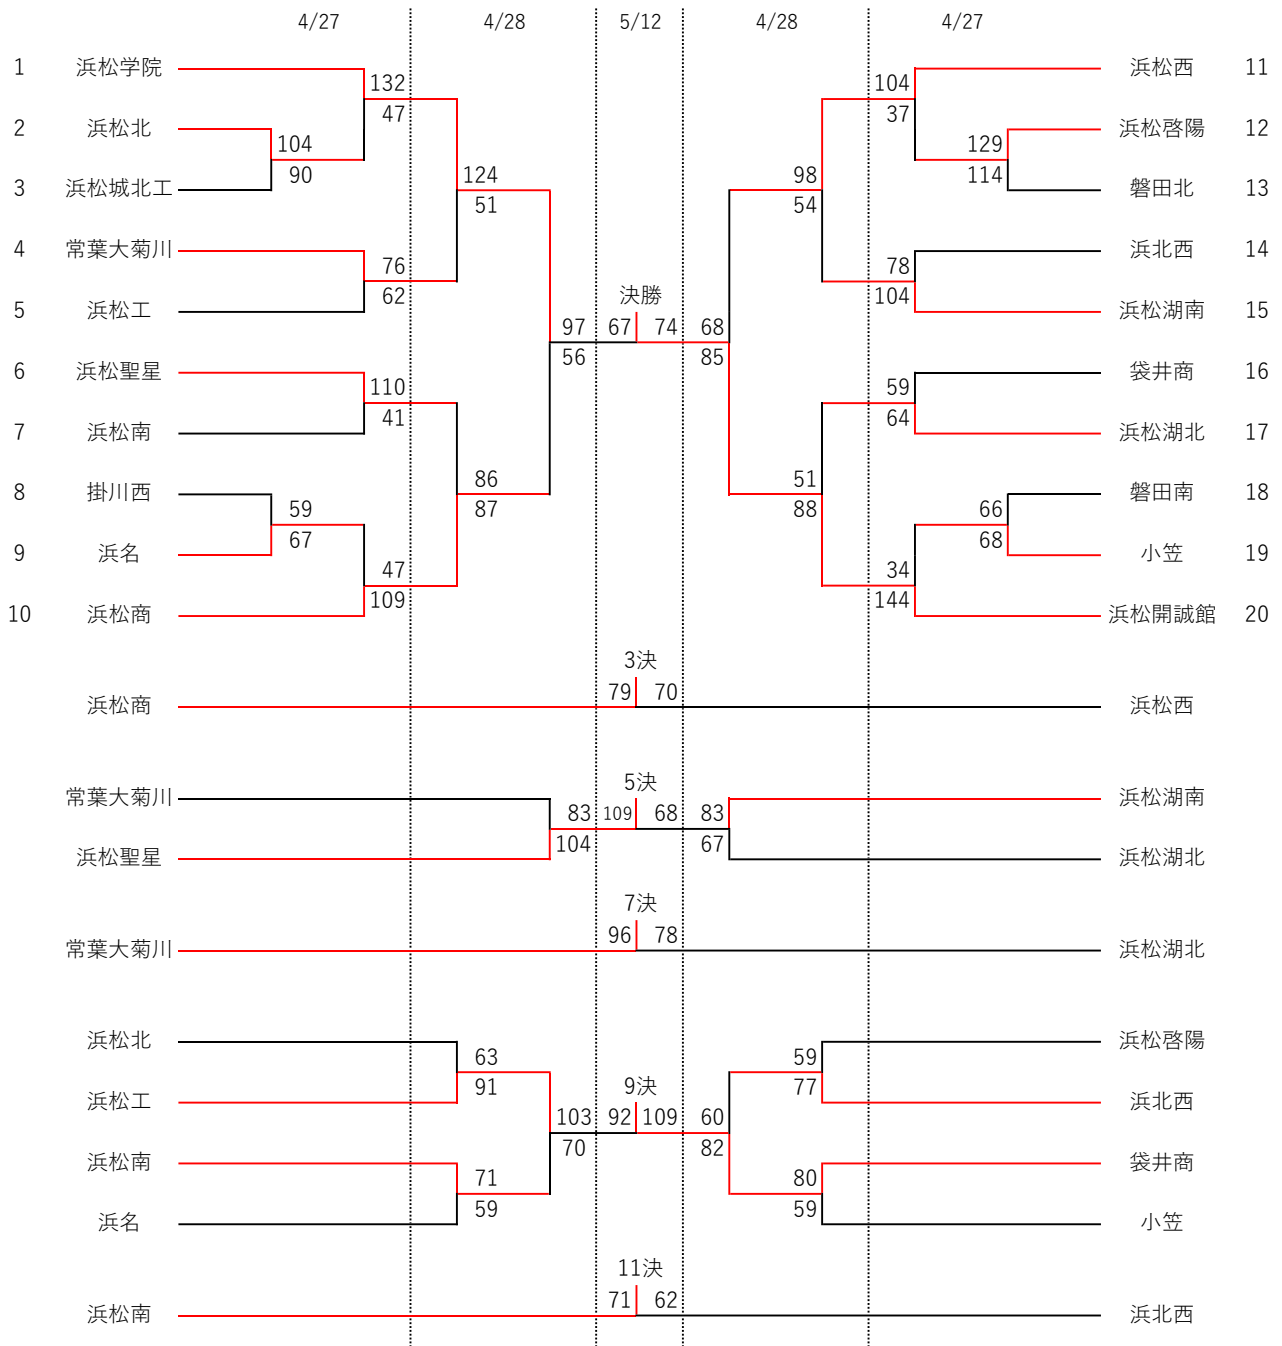 4/27 4/28 5/12 4/28 4/27
1 浜松学院 浜松西 11
132 104
47 37
2 浜松北 浜松啓陽 12
104 129
90 114
3 浜松城北工 浜松城北工 磐田北 13
124 98
51 54
4 常葉大菊川 浜北西 14
76 78
62 104
決勝
5 浜松工 浜松湖南 15
97 67 74 68
56 85
6 浜松聖星 袋井商 16
110 59
41 64
7 浜松南 浜松湖北 17
86 51
87 88
8 掛川西 磐田南 18
59 66
67 68
9 浜名 小笠 19
47 34
109 144
10 浜松商 浜松開誠館 20
3決
79 70
浜松商 浜松西
5決
常葉大菊川 浜松湖南
83 109 68 83
104 67
浜松聖星 浜松湖北
7決
96 78
常葉大菊川 浜松湖北
浜松北 浜松啓陽
63 59
91 77
9決
浜松工 浜北西
103 92 109 60
70 82
浜松南 袋井商
71 80
59 59
浜名 小笠
11決
71 62
浜松南 浜北西